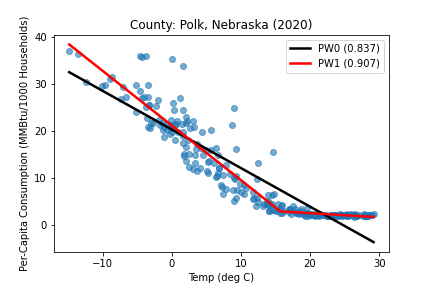 County: Polk, Nebraska (2020)
Per-Capita Consumption (MMBtu/1000 Households)
40
30
20
10
0
PW0 (0.837)
PW1 (0.907)
−10
0
10
20
30
Temp (deg C)